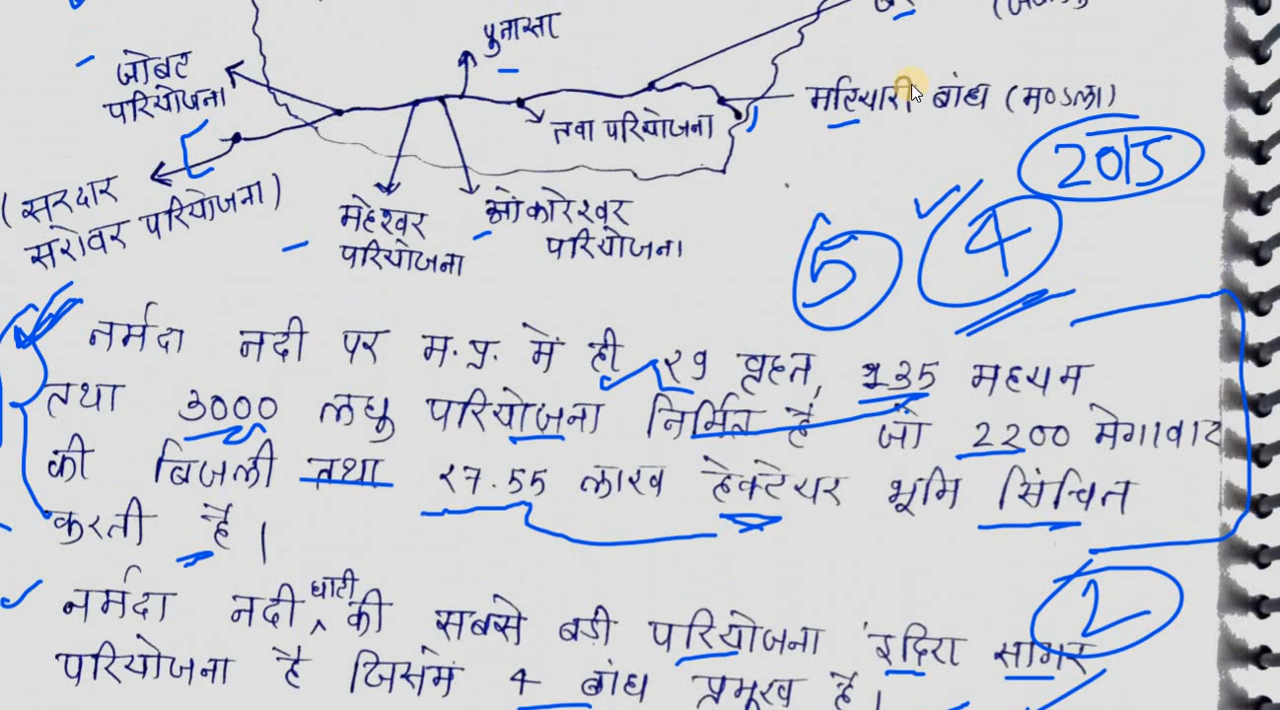 पुनासा
जोबट
परियोजना
तवा परियोजना
मटियारी बांध (मण्डला)
2015
(सरदार
सरोवर परियोजना)
महेश्वर
परियोजना
ओंकारेश्वर
परियोजना
5
4
नर्मदा नदी पर म.प्र. में ही २९ वृहत, 135 मध्यम
तथा 3000 लघु परियोजना निर्मित है जो 2200 मेगावाट
की बिजली तथा २७.55 लाख हेक्टेयर भूमि सिंचित
करती है।
2
नर्मदा नदी घाटी की सबसे बड़ी परियोजना इंदिरा सागर
परियोजना है जिसमें 4 बांध प्रमुख है।